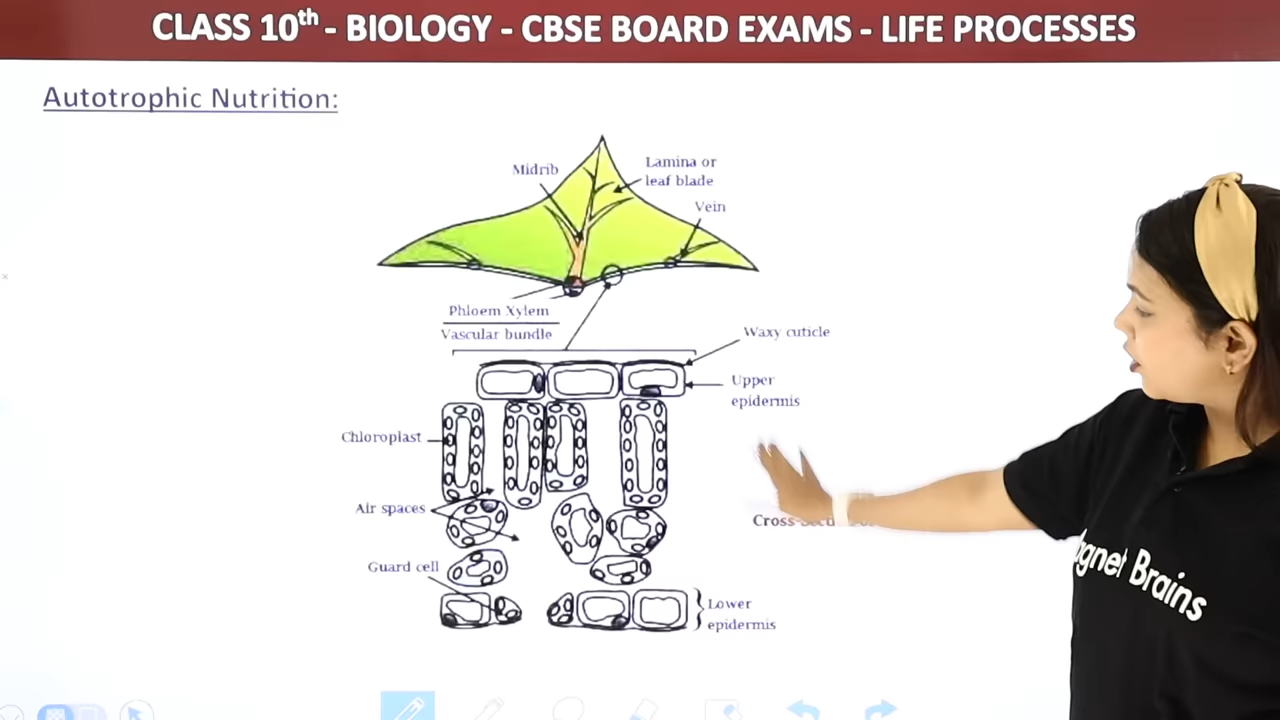 CLASS 10th - BIOLOGY - CBSE BOARD EXAMS - LIFE PROCESSES
Autotrophic Nutrition:
Midrib
Lamina or
leaf blade
Vein
Phloem Xylem
Vascular bundle
Waxy cuticle
Upper
epidermis
Chloroplast
Air spaces
Cross
Guard cell
Lower
epidermis
Brains